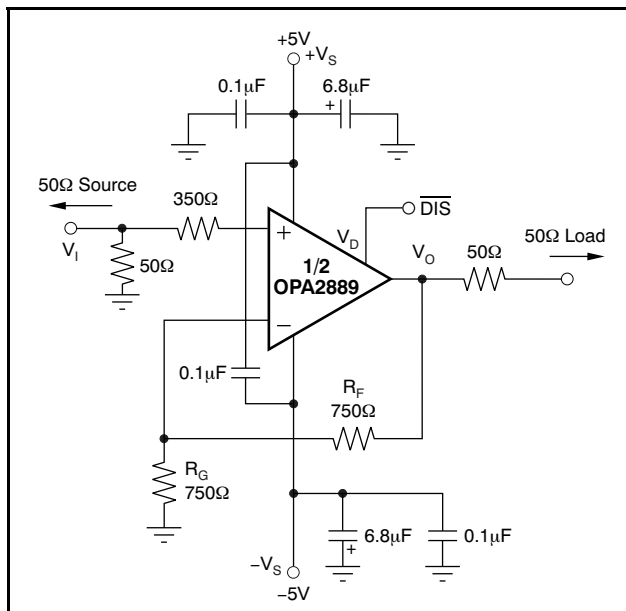 +5V
+V_S
0.1μF
6.8μF
+
50Ω Source
350Ω
DIS
V_I
50Ω
+
V_D
V_O
50Ω
50Ω Load
1/2
OPA2889
−
0.1μF
R_F
750Ω
R_G
750Ω
6.8μF
+
0.1μF
−V_S
−5V